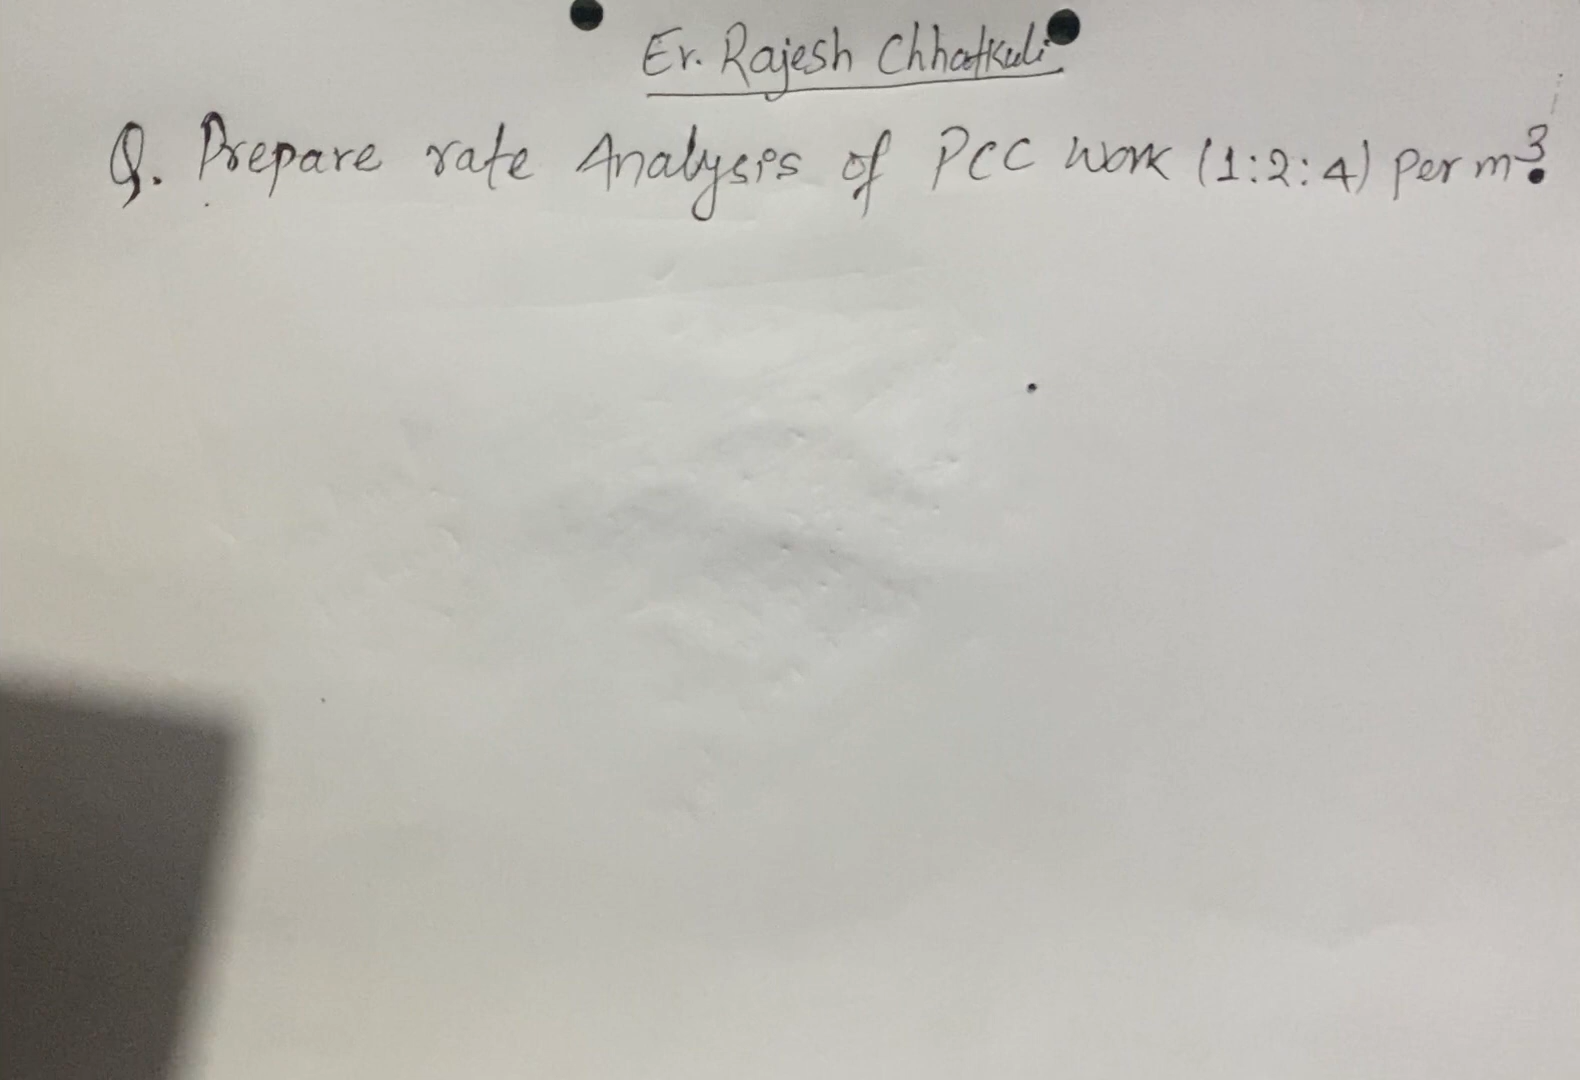 Er. Rajesh Chhatkuli
Q. Prepare rate Analysis of PCC work (1:2:4) per m³.